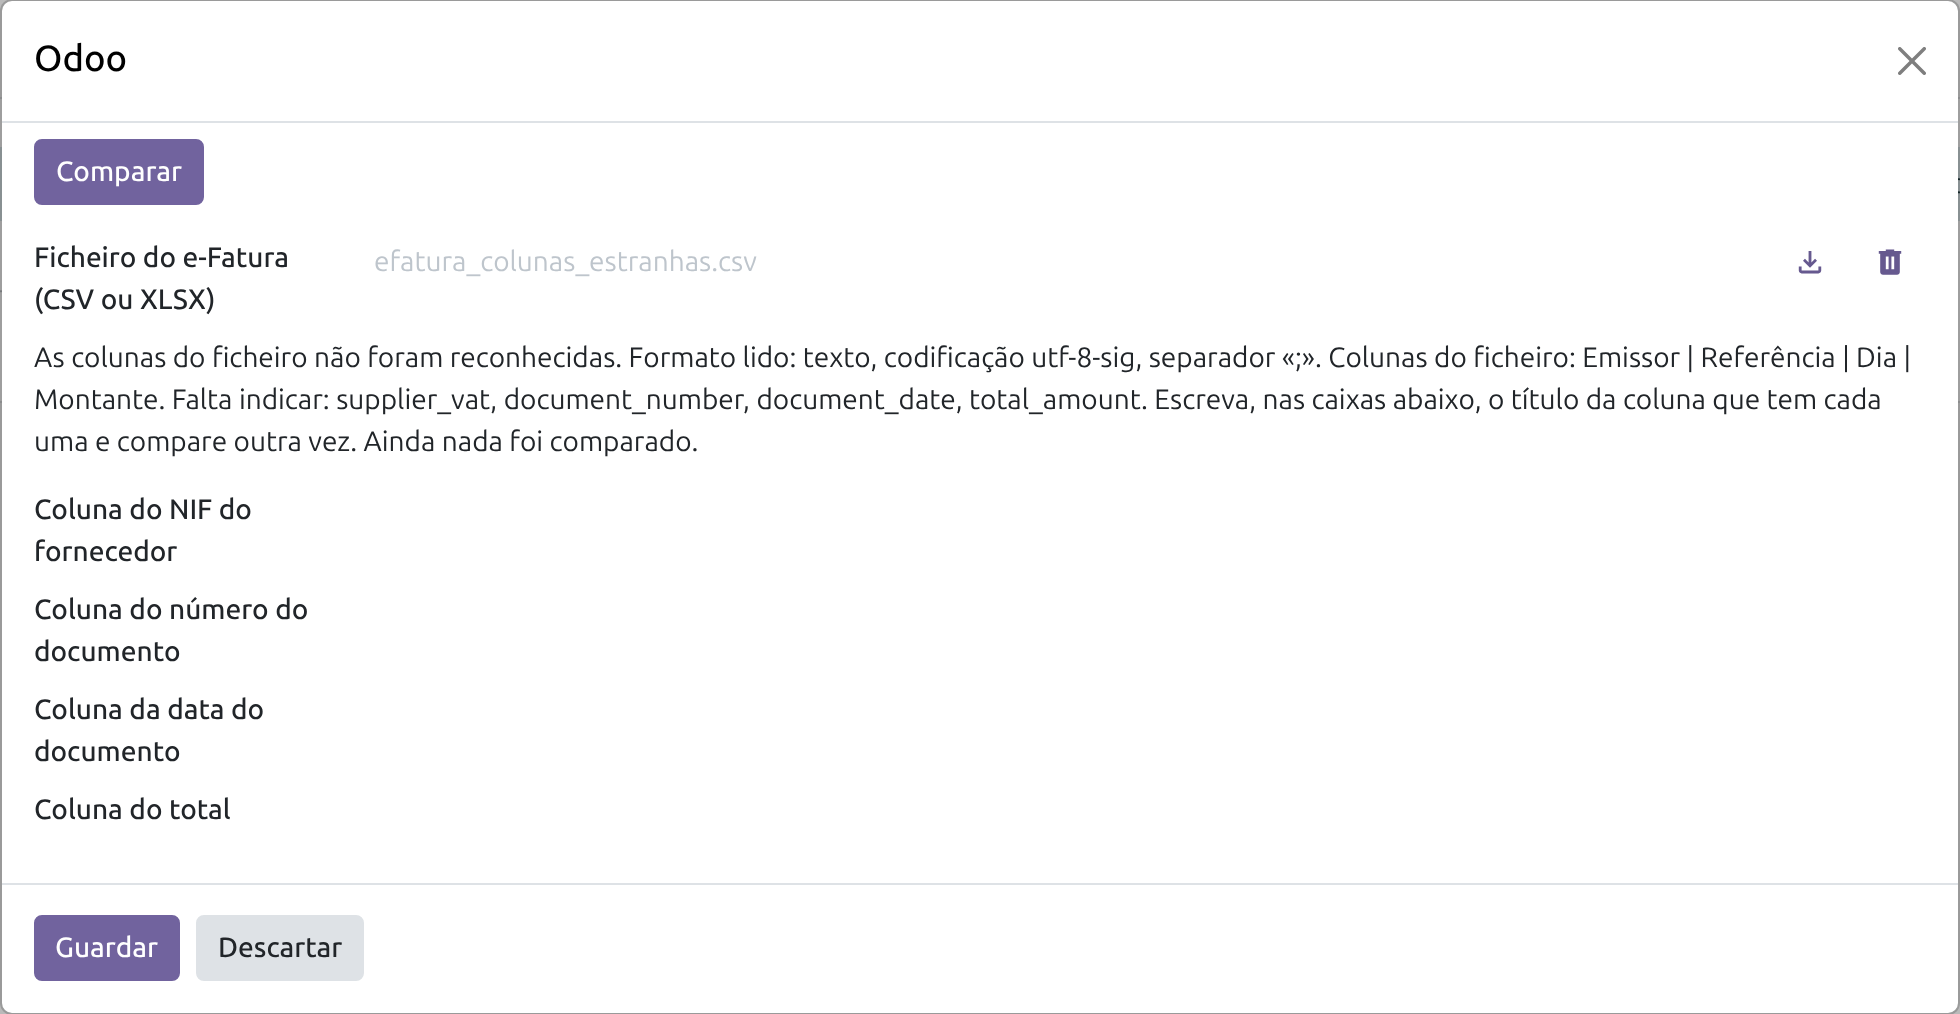 Odoo
Comparar
Ficheiro do e-Fatura
(CSV ou XLSX)
efatura_colunas_estranhas.csv
As colunas do ficheiro não foram reconhecidas. Formato lido: texto, codificação utf-8-sig, separador «;». Colunas do ficheiro: Emissor | Referência | Dia |
Montante. Falta indicar: supplier_vat, document_number, document_date, total_amount. Escreva, nas caixas abaixo, o título da coluna que tem cada
uma e compare outra vez. Ainda nada foi comparado.
Coluna do NIF do
fornecedor
Coluna do número do
documento
Coluna da data do
documento
Coluna do total
Guardar
Descartar